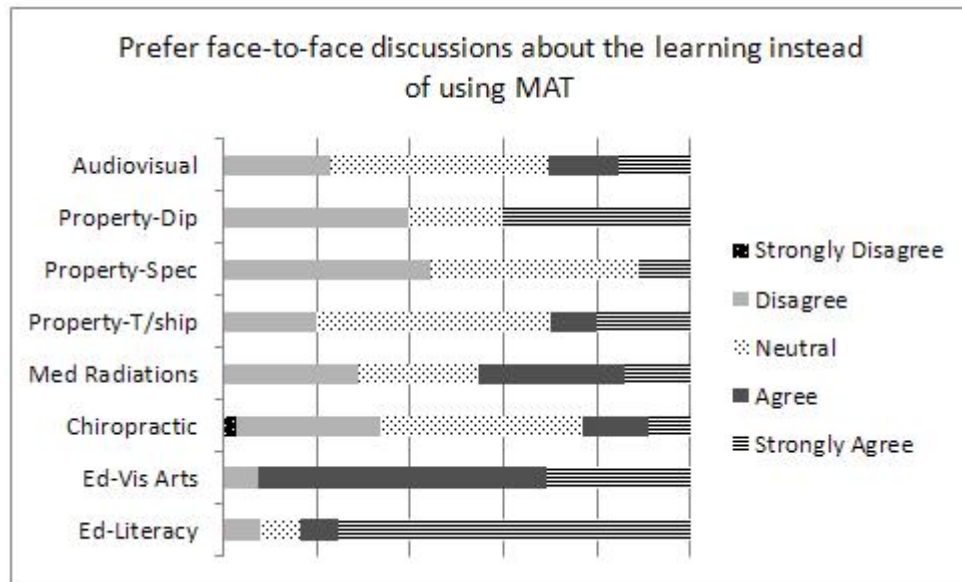 Prefer face-to-face discussions about the learning instead
of using MAT
Audiovisual
Property-Dip
Property-Spec
Property-T/ship
Med Radiations
Chiropractic
Ed-Vis Arts
Ed-Literacy
Strongly Disagree
Disagree
Neutral
Agree
Strongly Agree